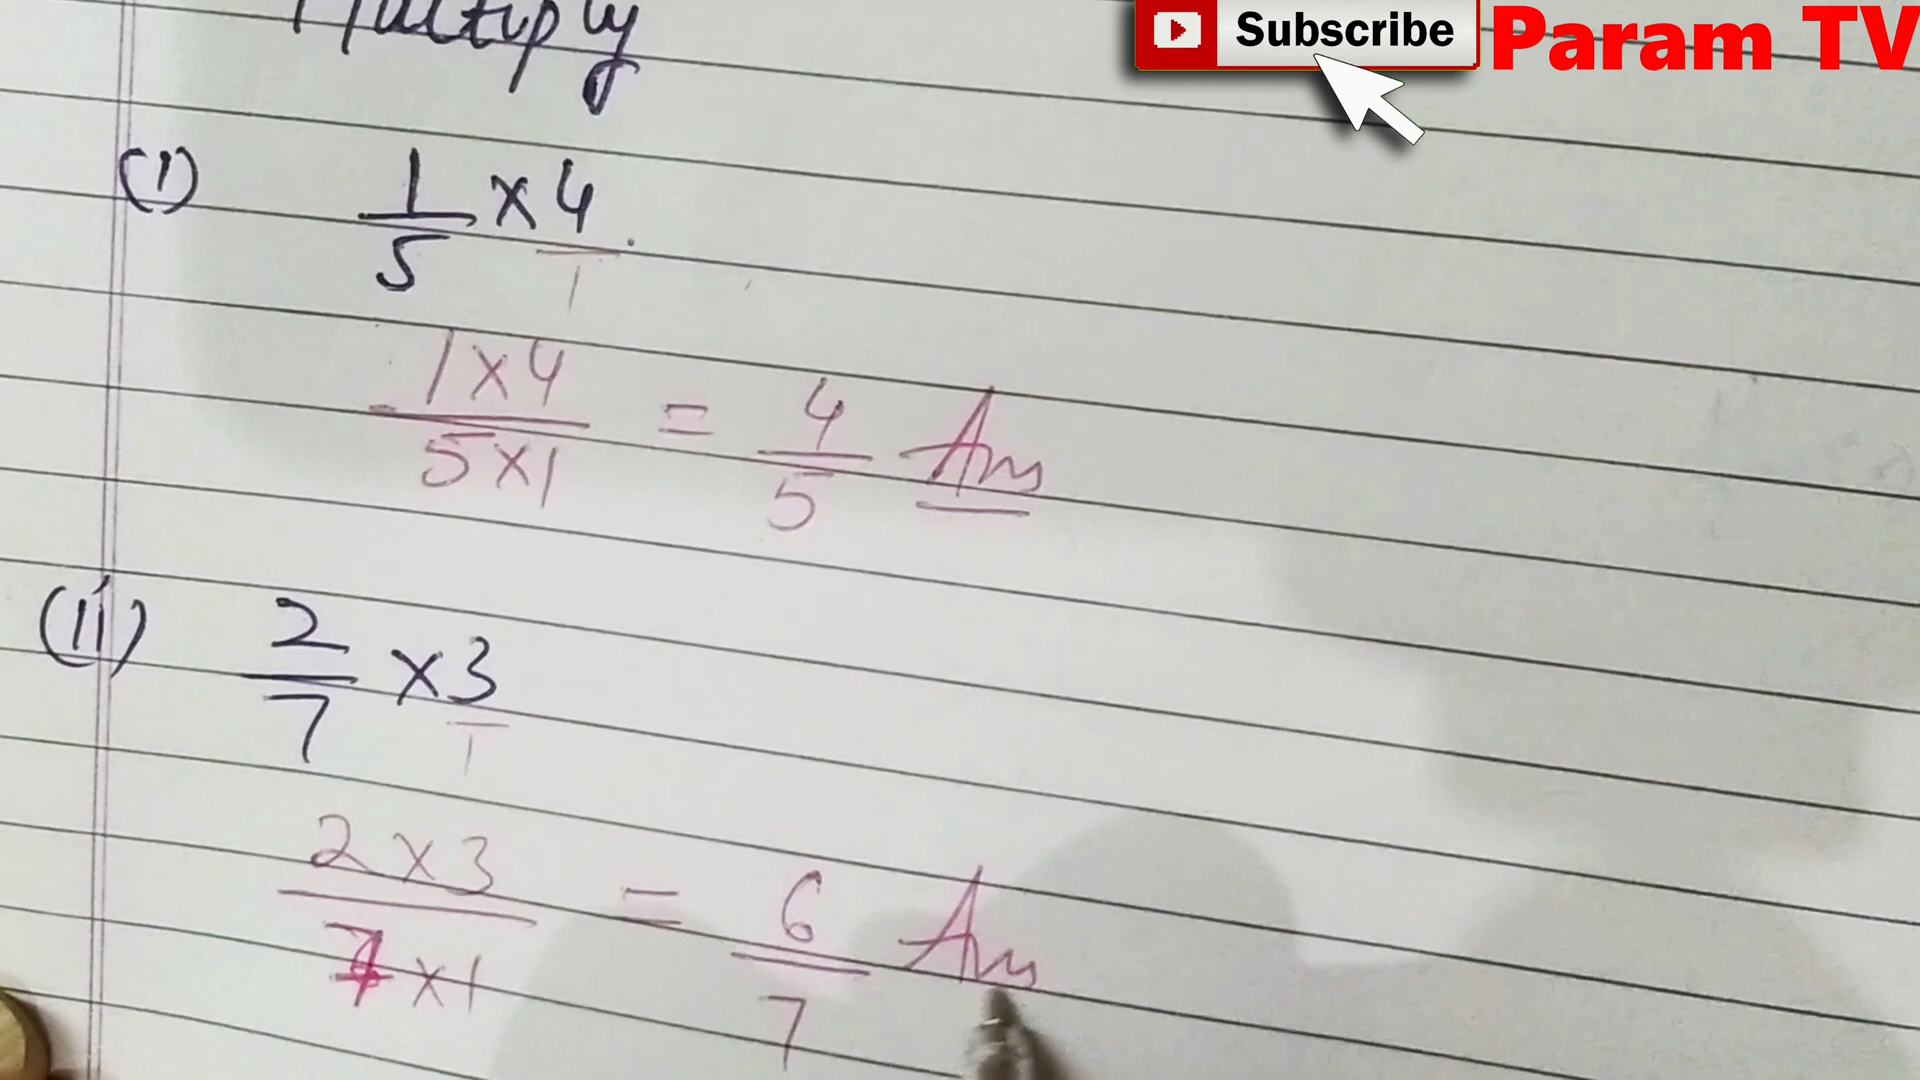 Multiply
Subscribe Param TV
(i) 1/5 × 4/1
1×4/5×1 = 4/5 Ans
(ii) 2/7 × 3/1
2×3/7×1 = 6/7 Ans